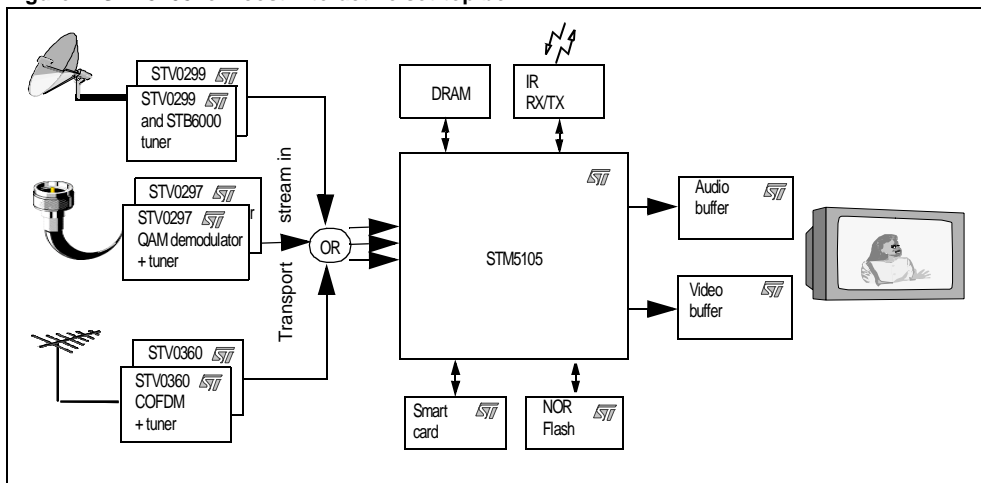 STV0299
STV0299
and STB6000
tuner
STV0297
r
STV0297
QAM demodulator
+ tuner
STV0360
STV0360
COFDM
+ tuner
Transport stream in
OR
DRAM
IR
RX/TX
STM5105
Smart
card
NOR
Flash
Audio
buffer
Video
buffer